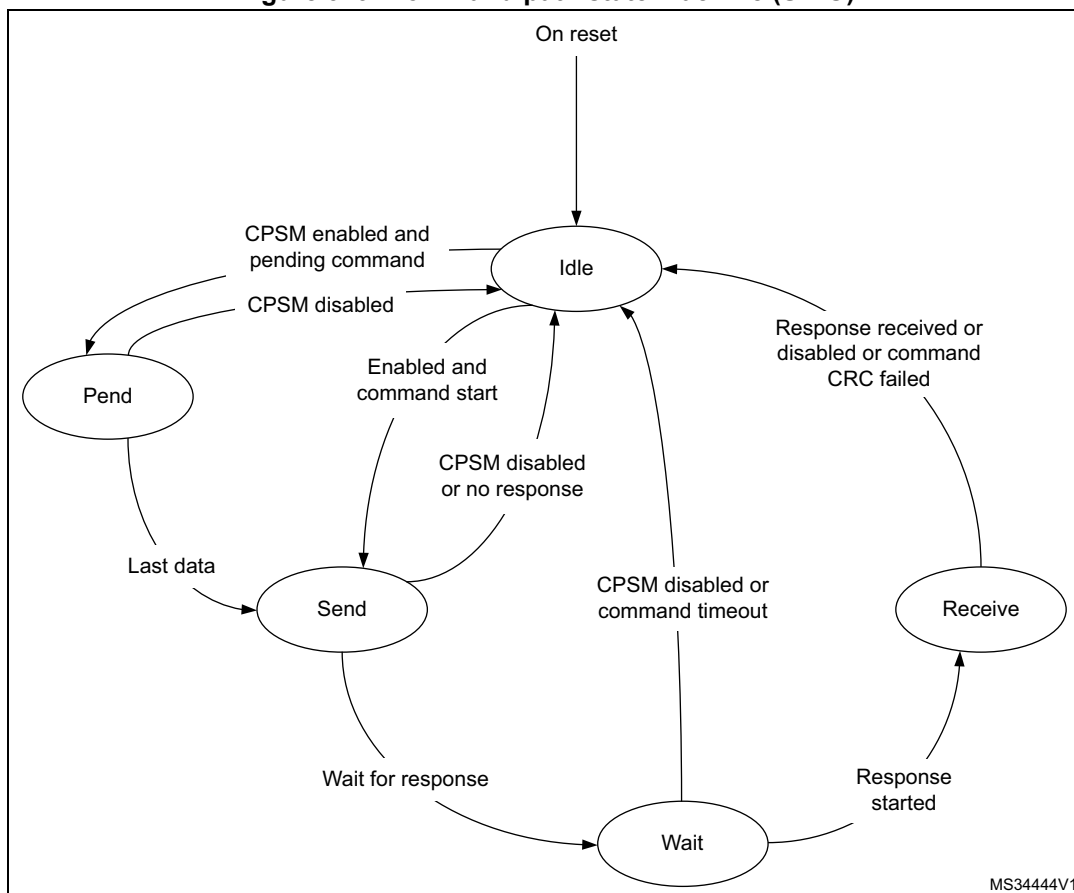 On reset
CPSM enabled and
pending command
Idle
CPSM disabled
Enabled and
command start
Response received or
disabled or command
CRC failed
Pend
CPSM disabled
or no response
Last data
CPSM disabled or
command timeout
Send
Receive
Wait for response
Response
started
Wait
MS34444V1